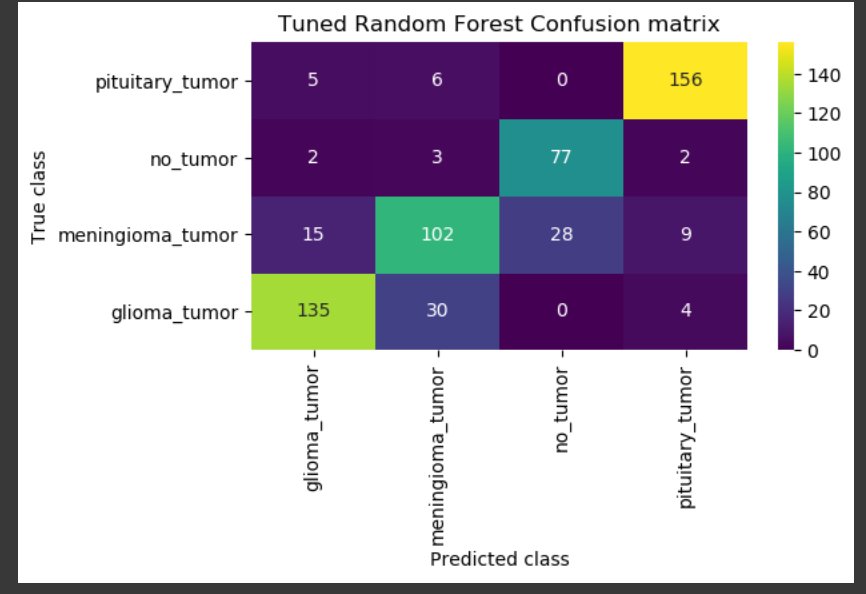 Tuned Random Forest Confusion matrix
True class
pituitary_tumor 5 6 0 156
no_tumor 2 3 77 2
meningioma_tumor 15 102 28 9
glioma_tumor 135 30 0 4
140
120
100
80
60
40
20
0
glioma_tumor
meningioma_tumor
no_tumor
pituitary_tumor
Predicted class